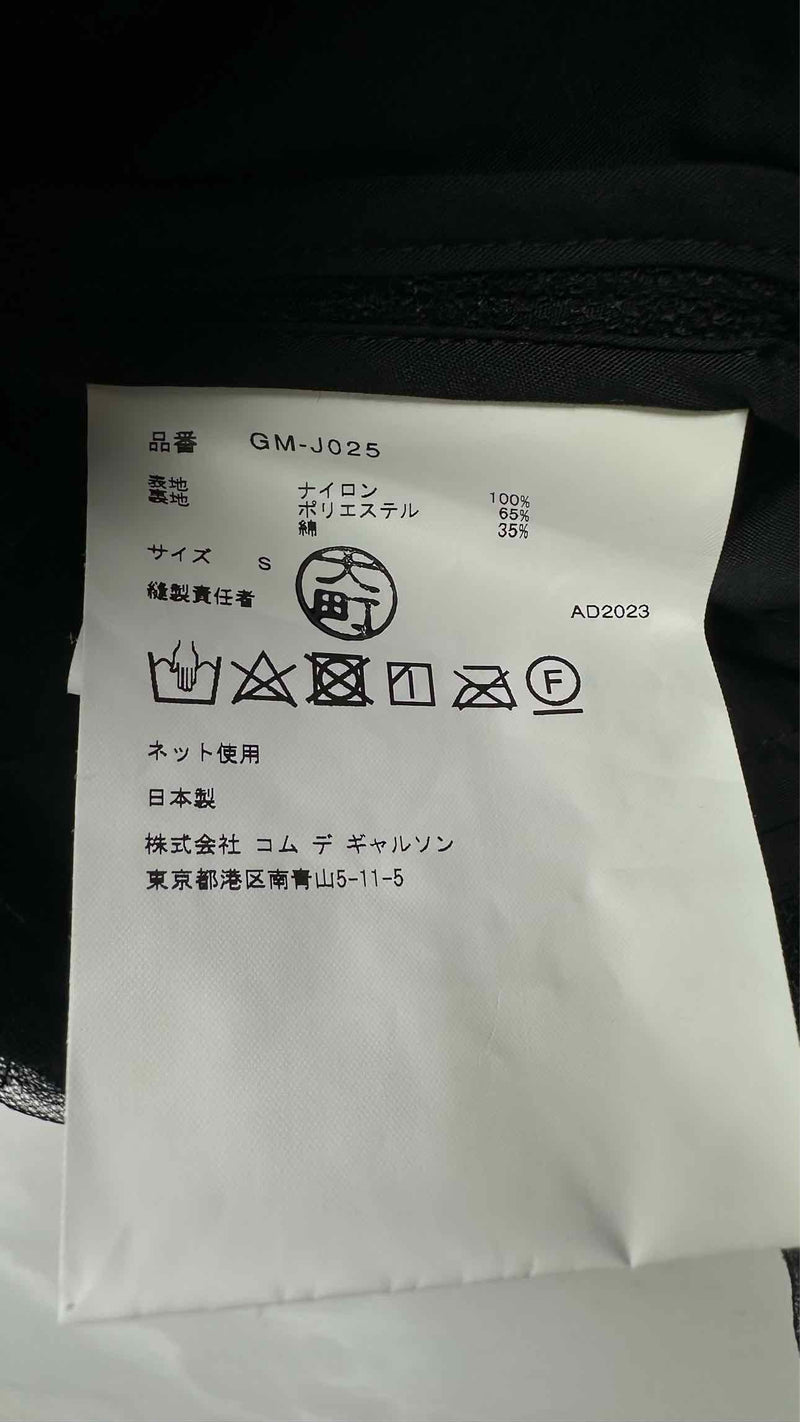 品番 GM-J025
表地 ナイロン 100%
裏地 ポリエステル 65%
綿 35%
サイズ S
縫製責任者 大町 AD2023
F
ネット使用
日本製
株式会社 コム デ ギャルソン
東京都港区南青山5-11-5